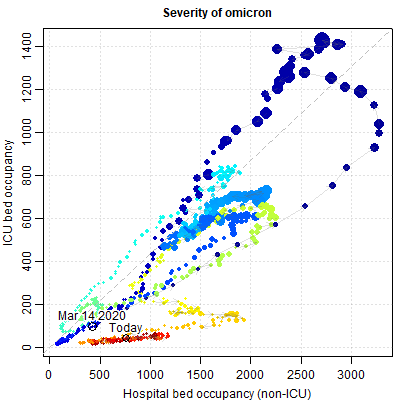 Severity of omicron
ICU bed occupancy
1400
1200
1000
800
600
400
200
0
Mar 14 2020
Today
0 500 1000 1500 2000 2500 3000
Hospital bed occupancy (non-ICU)